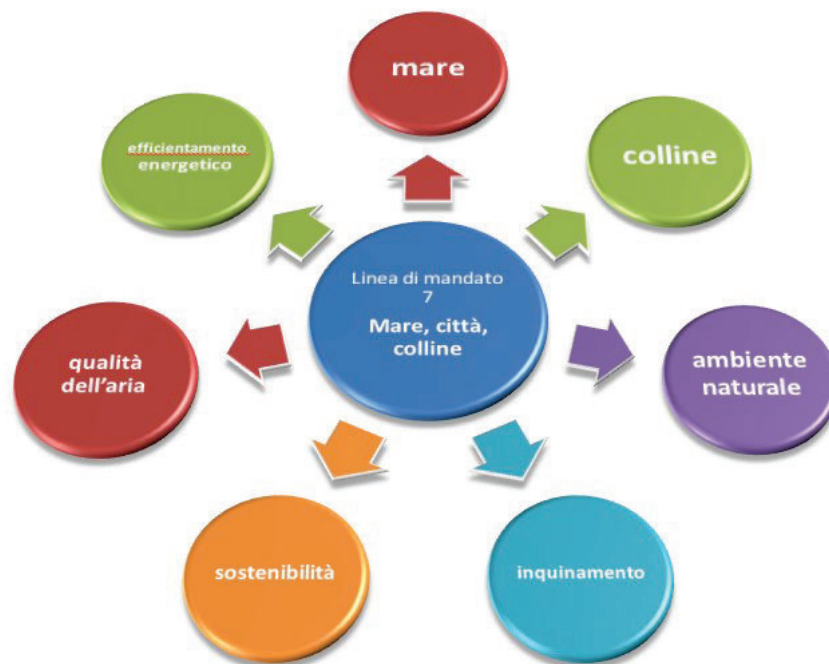 mare
efficientamento
energetico
colline
Linea di mandato
7
Mare, città,
colline
qualità
dell'aria
ambiente
naturale
sostenibilità
inquinamento